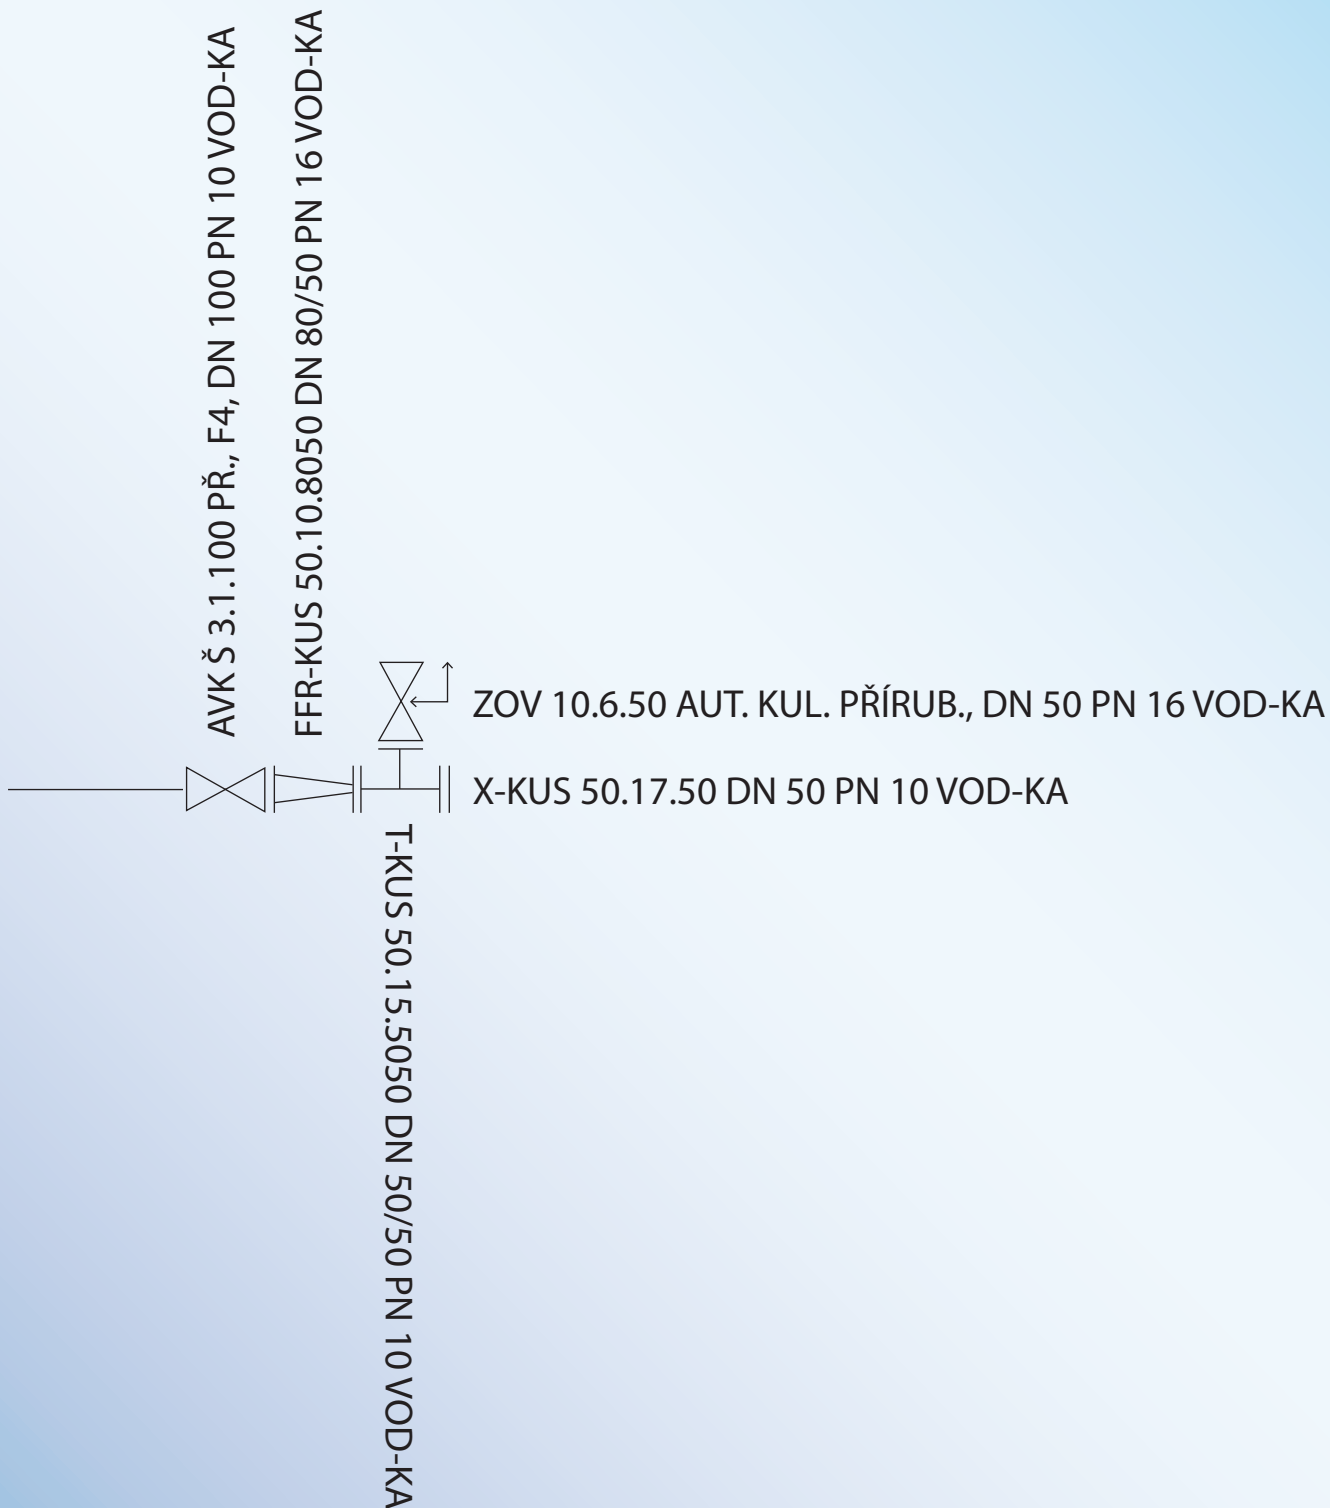 AVK Š 3.1.100 PŘ., F4, DN 100 PN 10 VOD-KA
FFR-KUS 50.10.8050 DN 80/50 PN 16 VOD-KA
ZOV 10.6.50 AUT. KUL. PŘÍRUB., DN 50 PN 16 VOD-KA
X-KUS 50.17.50 DN 50 PN 10 VOD-KA
T-KUS 50.15.5050 DN 50/50 PN 10 VOD-KA